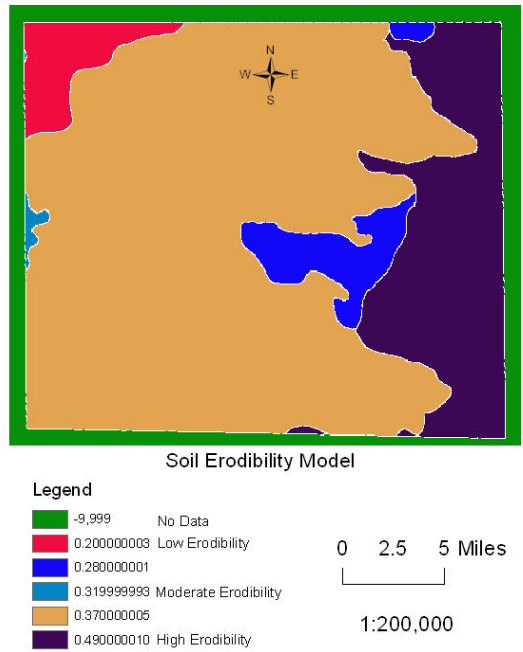 N
W E
S
Soil Erodibility Model
Legend
-9,999 No Data
0.200000003 Low Erodibility
0.280000001
0.319999993 Moderate Erodibility
0.370000005
0.490000010 High Erodibility
0 2.5 5 Miles
1:200,000